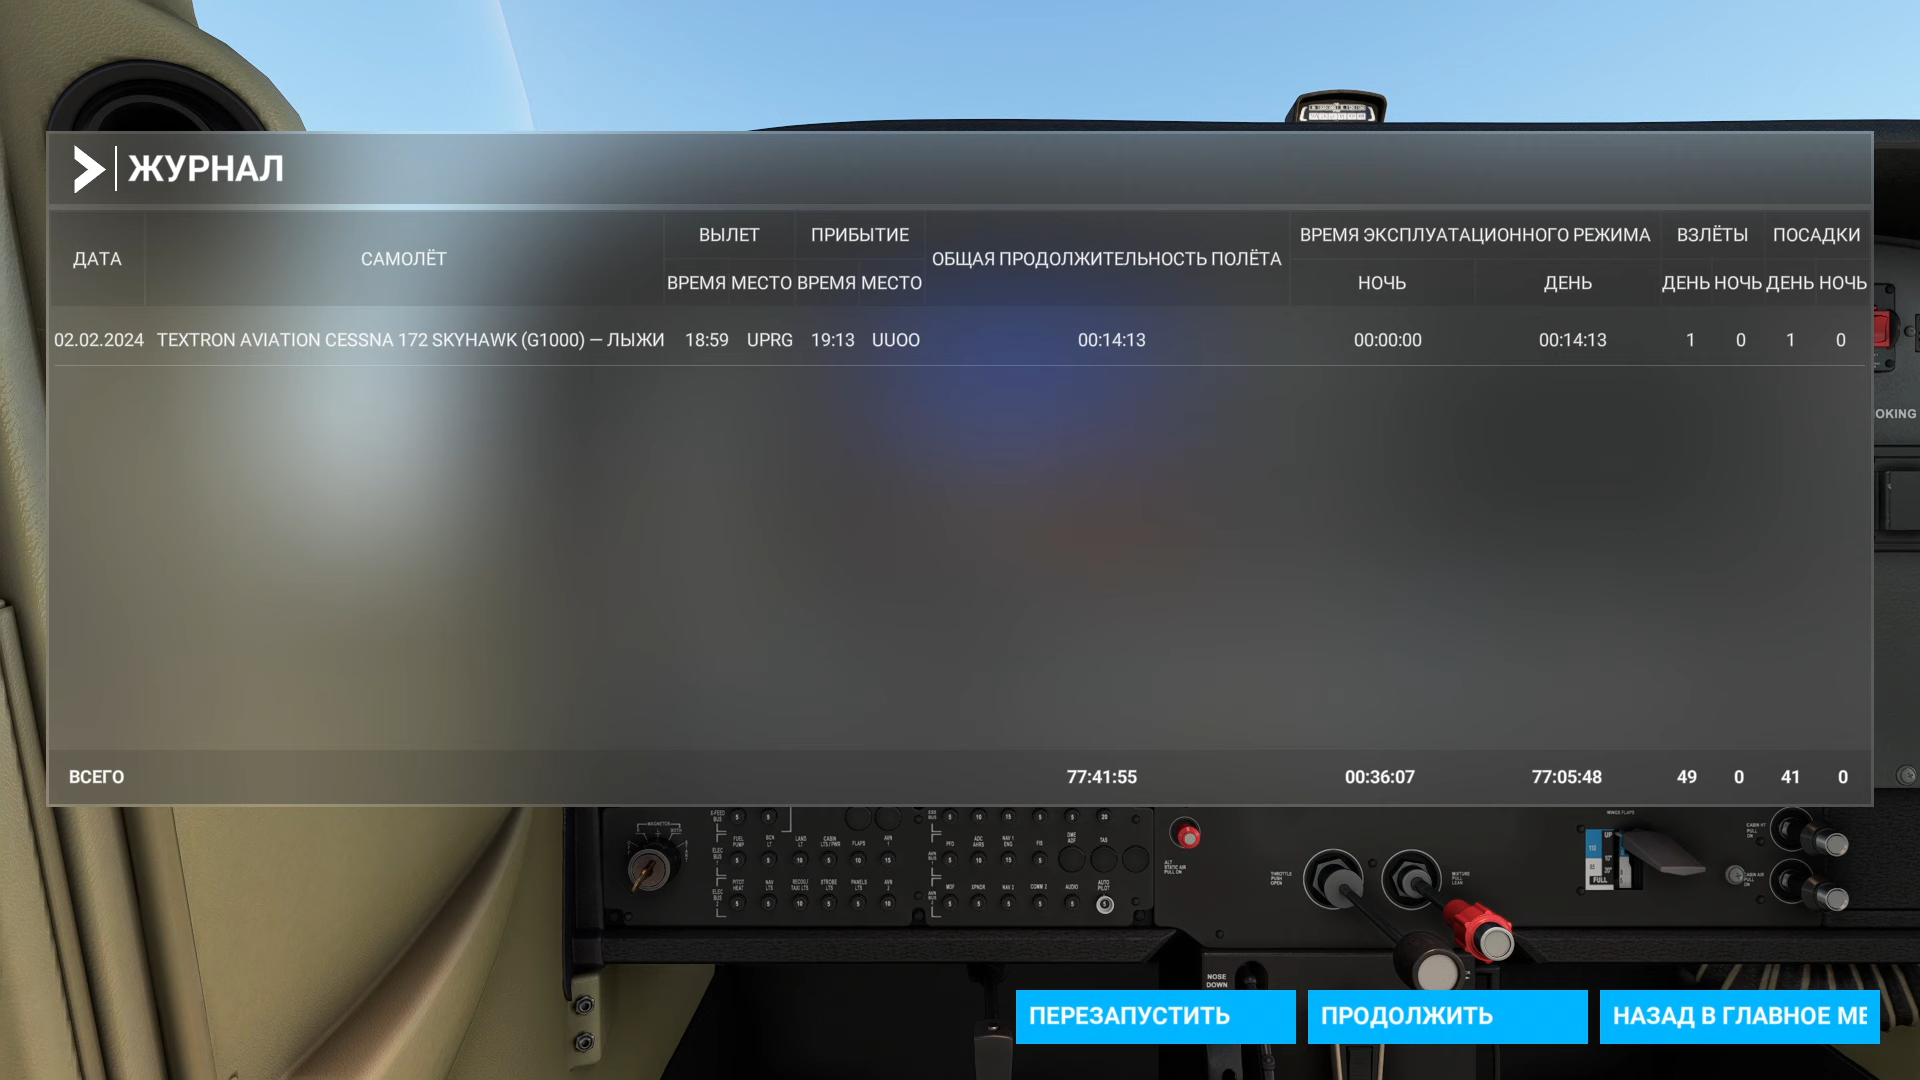 ЖУРНАЛ
ДАТА
САМОЛЁТ
ВЫЛЕТ
ПРИБЫТИЕ
ОБЩАЯ ПРОДОЛЖИТЕЛЬНОСТЬ ПОЛЁТА
ВРЕМЯ ЭКСПЛУАТАЦИОННОГО РЕЖИМА
ВЗЛЁТЫ
ПОСАДКИ
ВРЕМЯ МЕСТО ВРЕМЯ МЕСТО
НОЧЬ ДЕНЬ
ДЕНЬ НОЧЬ ДЕНЬ НОЧЬ
02.02.2024 TEXTRON AVIATION CESSNA 172 SKYHAWK (G1000) — ЛЫЖИ 18:59 UPRG 19:13 UUOO 00:14:13 00:00:00 00:14:13 1 0 1 0
OKING
ВСЕГО 77:41:55 00:36:07 77:05:48 49 0 41 0
NOSE
DOWN
ПЕРЕЗАПУСТИТЬ
ПРОДОЛЖИТЬ
НАЗАД В ГЛАВНОЕ МЕ